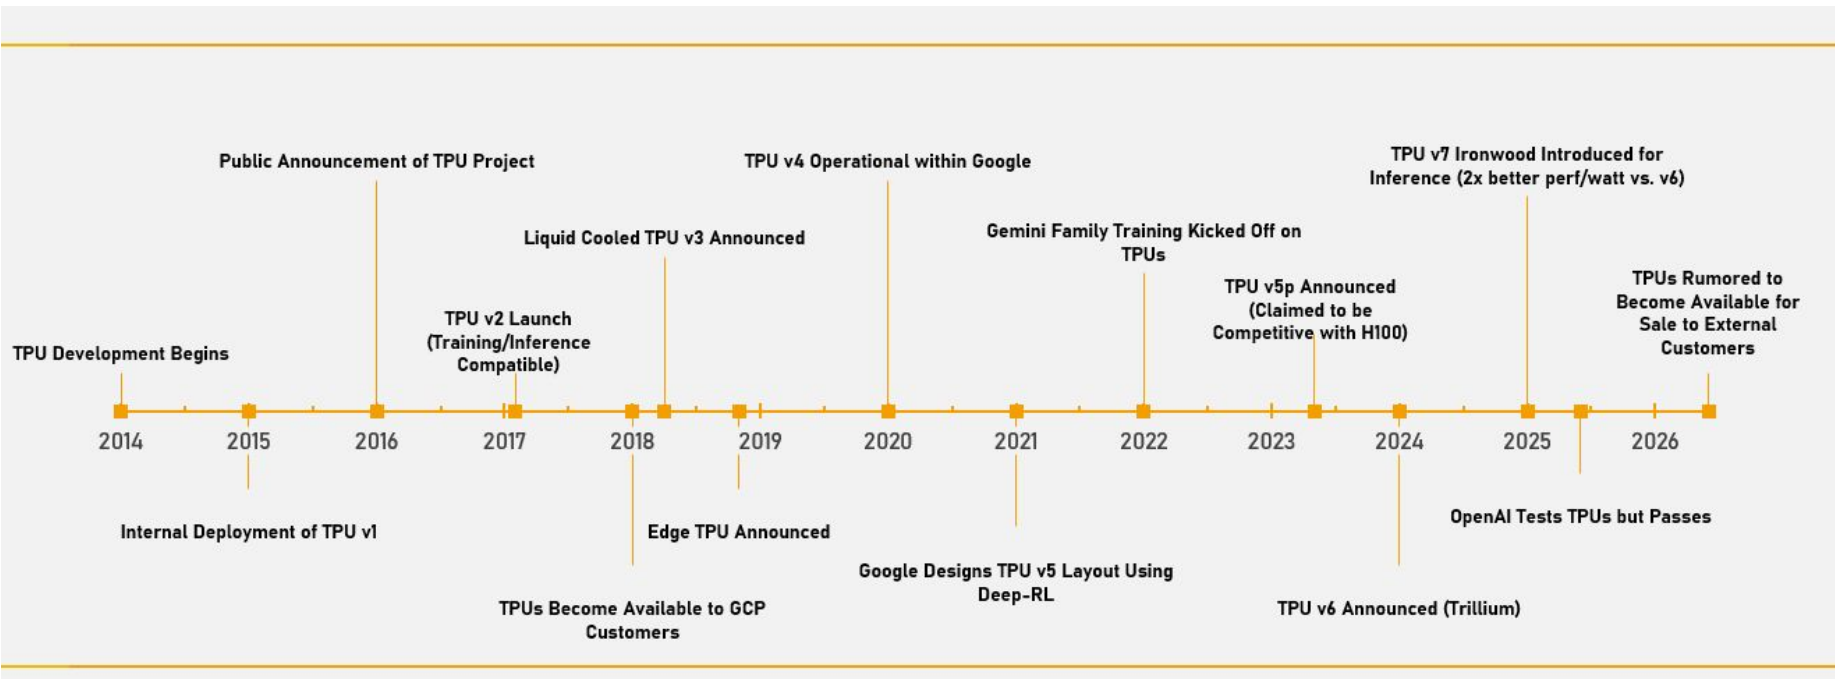 Public Announcement of TPU Project
TPU v4 Operational within Google
TPU v7 Ironwood Introduced for
Inference (2x better perf/watt vs. v6)
Liquid Cooled TPU v3 Announced
Gemini Family Training Kicked Off on
TPUs
TPU v5p Announced
(Claimed to be
Competitive with H100)
TPUs Rumored to
Become Available for
Sale to External
Customers
TPU v2 Launch
(Training/Inference
Compatible)
TPU Development Begins
2014 2015 2016 2017 2018 2019 2020 2021 2022 2023 2024 2025 2026
Internal Deployment of TPU v1
Edge TPU Announced
OpenAI Tests TPUs but Passes
Google Designs TPU v5 Layout Using
Deep-RL
TPUs Become Available to GCP
Customers
TPU v6 Announced (Trillium)